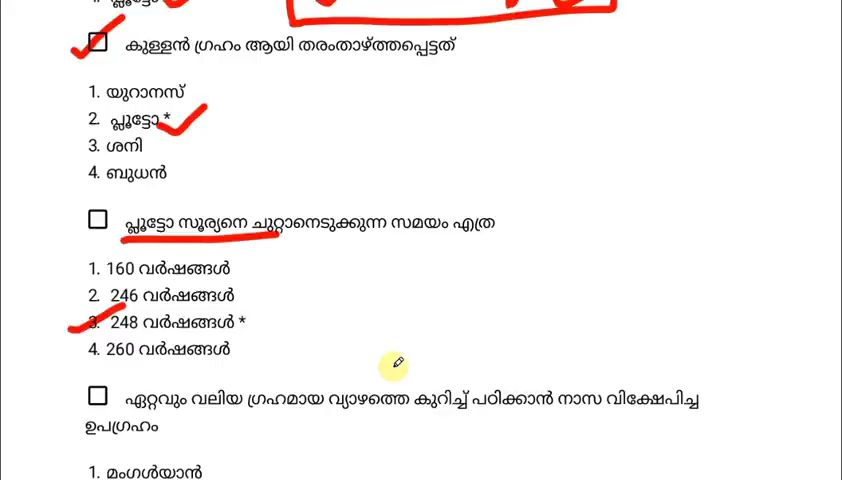 കുള്ളൻ ഗ്രഹം ആയി തരംതാഴ്ത്തപ്പെട്ടത്
1. യുറാനസ്
2. പ്ലൂട്ടോ *
3. ശനി
4. ബുധൻ
പ്ലൂട്ടോ സൂര്യനെ ചുറ്റാനെടുക്കുന്ന സമയം എത്ര
1. 160 വർഷങ്ങൾ
2. 246 വർഷങ്ങൾ
3. 248 വർഷങ്ങൾ *
4. 260 വർഷങ്ങൾ
ഏറ്റവും വലിയ ഗ്രഹമായ വ്യാഴത്തെ കുറിച്ച് പഠിക്കാൻ നാസ വിക്ഷേപിച്ച
ഉപഗ്രഹം
1. മംഗൾയാൻ